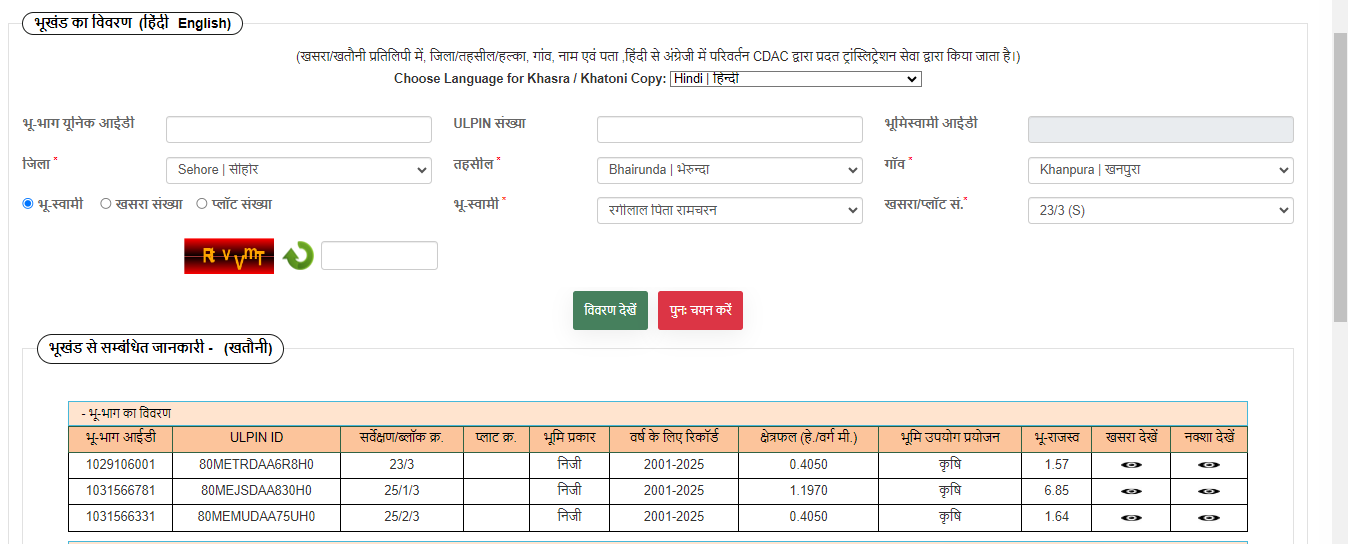 भूखंड का विवरण (हिंदी English)
(खसरा/खतौनी प्रतिलिपी में, जिला/तहसील/हल्का, गांव, नाम एवं पता ,हिंदी से अंग्रेजी में परिवर्तन CDAC द्वारा प्रदत ट्रांस्लिट्रेशन सेवा द्वारा किया जाता है।)
Choose Language for Khasra / Khatoni Copy: Hindi | हिन्दी
भू-भाग यूनिक आईडी ULPIN संख्या भूमिस्वामी आईडी
जिला * Sehore | सीहोर तहसील * Bhairunda | भेरुन्दा गाँव * Khanpura | खनपुरा
भू-स्वामी खसरा संख्या प्लॉट संख्या भू-स्वामी * रगीलाल पिता रामचरन खसरा/प्लॉट सं.* 23/3 (S)
विवरण देखें पुनः चयन करें
भूखंड से सम्बंधित जानकारी - (खतौनी)
- भू-भाग का विवरण
भू-भाग आईडी ULPIN ID सर्वेक्षण/ब्लॉक क्र. प्लाट क्र. भूमि प्रकार वर्ष के लिए रिकॉर्ड क्षेत्रफल (हे./वर्ग मी.) भूमि उपयोग प्रयोजन भू-राजस्व खसरा देखें नक्शा देखें
1029106001 80METRDAA6R8H0 23/3 निजी 2001-2025 0.4050 कृषि 1.57
1031566781 80MEJSDAA830H0 25/1/3 निजी 2001-2025 1.1970 कृषि 6.85
1031566331 80MEMUDAA75UH0 25/2/3 निजी 2001-2025 0.4050 कृषि 1.64